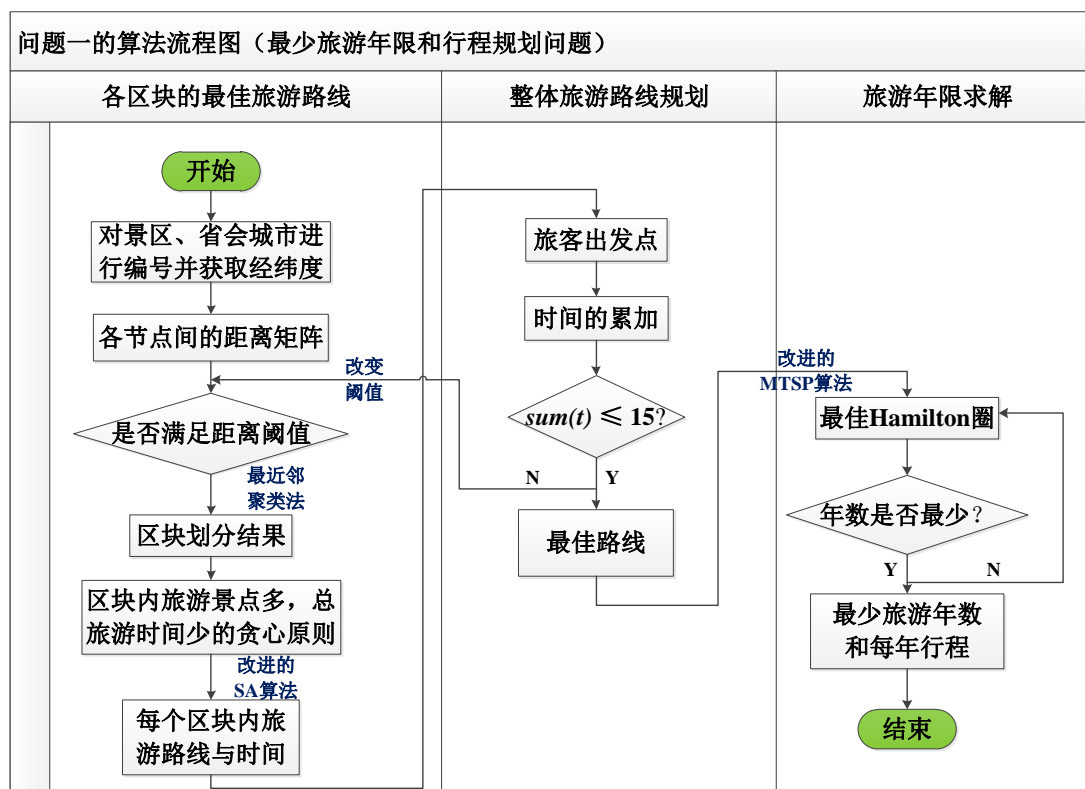 问题一的算法流程图（最少旅游年限和行程规划问题）
各区块的最佳旅游路线
整体旅游路线规划
旅游年限求解
开始
对景区、省会城市进
行编号并获取经纬度
各节点间的距离矩阵
改变
阈值
是否满足距离阈值
最近邻
聚类法
区块划分结果
区块内旅游景点多，总
旅游时间少的贪心原则
改进的
SA算法
每个区块内旅
游路线与时间
旅客出发点
时间的累加
sum(t) ≤ 15?
N
Y
最佳路线
改进的
MTSP算法
最佳Hamilton圈
年数是否最少？
Y
N
最少旅游年数
和每年行程
结束